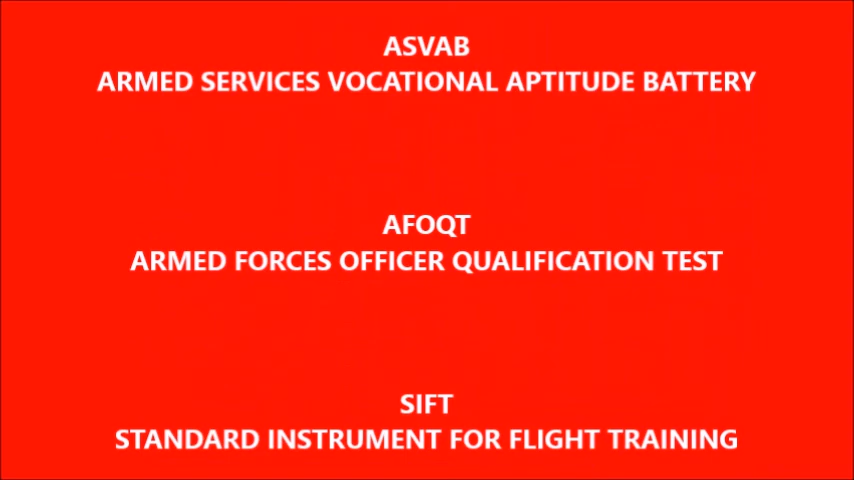 ASVAB
ARMED SERVICES VOCATIONAL APTITUDE BATTERY
AFOQT
ARMED FORCES OFFICER QUALIFICATION TEST
SIFT
STANDARD INSTRUMENT FOR FLIGHT TRAINING